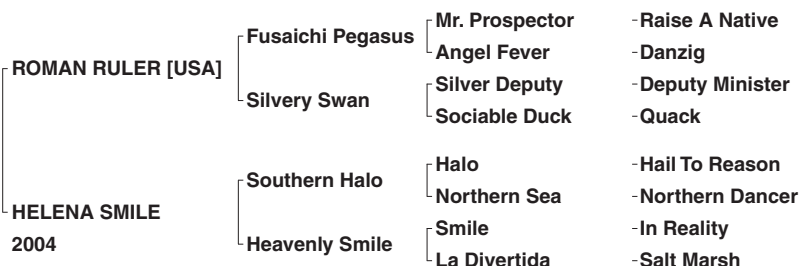 Mr. Prospector - Raise A Native
Fusaichi Pegasus
Angel Fever - Danzig
ROMAN RULER [USA]
Silver Deputy - Deputy Minister
Silvery Swan
Sociable Duck - Quack
Halo - Hail To Reason
Southern Halo
Northern Sea - Northern Dancer
HELENA SMILE
Smile - In Reality
2004
Heavenly Smile
La Divertida - Salt Marsh